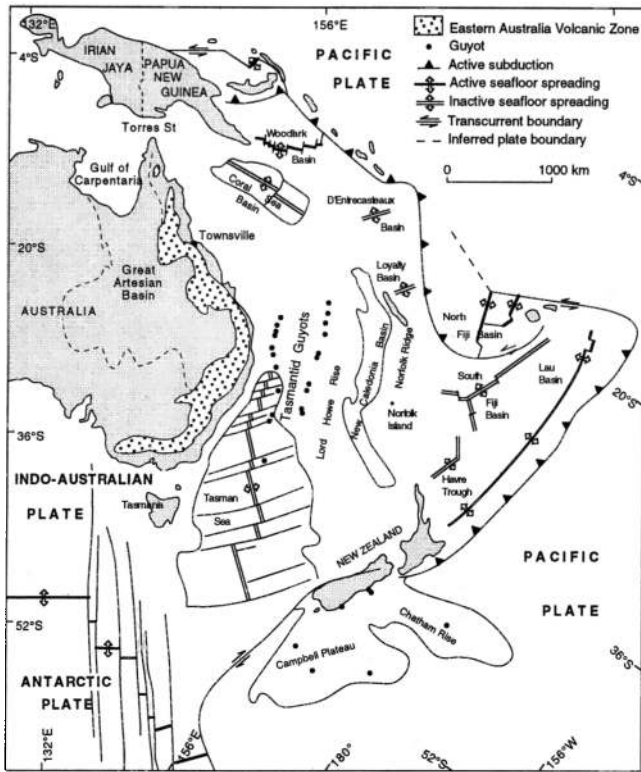 132°E
156°E
4°S
IRIAN
JAYA
PAPUA
NEW
GUINEA
PACIFIC
PLATE
Eastern Australia Volcanic Zone
Guyot
Active subduction
Active seafloor spreading
Inactive seafloor spreading
Transcurrent boundary
Inferred plate boundary
0
1000 km
4°S
Torres St
Gulf of
Carpentaria
Woodlark
Basin
Coral Sea
Basin
D'Entrecasteaux
Basin
20°S
Townsville
Great
Artesian
Basin
AUSTRALIA
Loyalty
Basin
North
Fiji Basin
Tasmantid Guyots
Lord Howe Rise
New Caledonia Basin
Norfolk Ridge
Norfolk
Island
South
Fiji
Basin
Lau
Basin
20°S
36°S
INDO-AUSTRALIAN
PLATE
Tasmania
Tasman
Sea
Havre
Trough
NEW ZEALAND
PACIFIC
PLATE
52°S
Chatham Rise
Campbell Plateau
36°S
ANTARCTIC
PLATE
132°E
156°E
180°
52°S
156°W